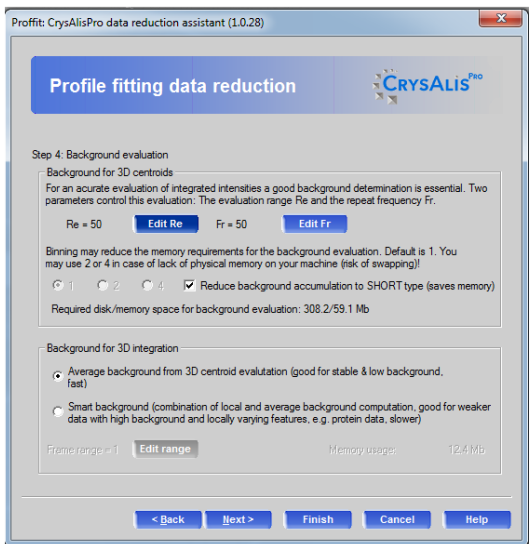 Proffit: CrysAlisPro data reduction assistant (1.0.28)
Profile fitting data reduction
CRYSALIS PRO
Step 4: Background evaluation
Background for 3D centroids
For an acurate evaluation of integrated intensities a good background determination is essential. Two
parameters control this evaluation: The evaluation range Re and the repeat frequency Fr.
Re = 50 Edit Re Fr = 50 Edit Fr
Binning may reduce the memory requirements for the background evaluation. Default is 1. You
may use 2 or 4 in case of lack of physical memory on your machine (risk of swapping)!
1 2 4 Reduce background accumulation to SHORT type (saves memory)
Required disk/memory space for background evaluation: 308.2/59.1 Mb
Background for 3D integration
Average background from 3D centroid evalutation (good for stable & low background,
fast)
Smart background (combination of local and average background computation, good for weaker
data with high background and locally varying features, e.g. protein data, slower)
Frame range = 1 Edit range Memory usage: 12.4 Mb
< Back Next > Finish Cancel Help